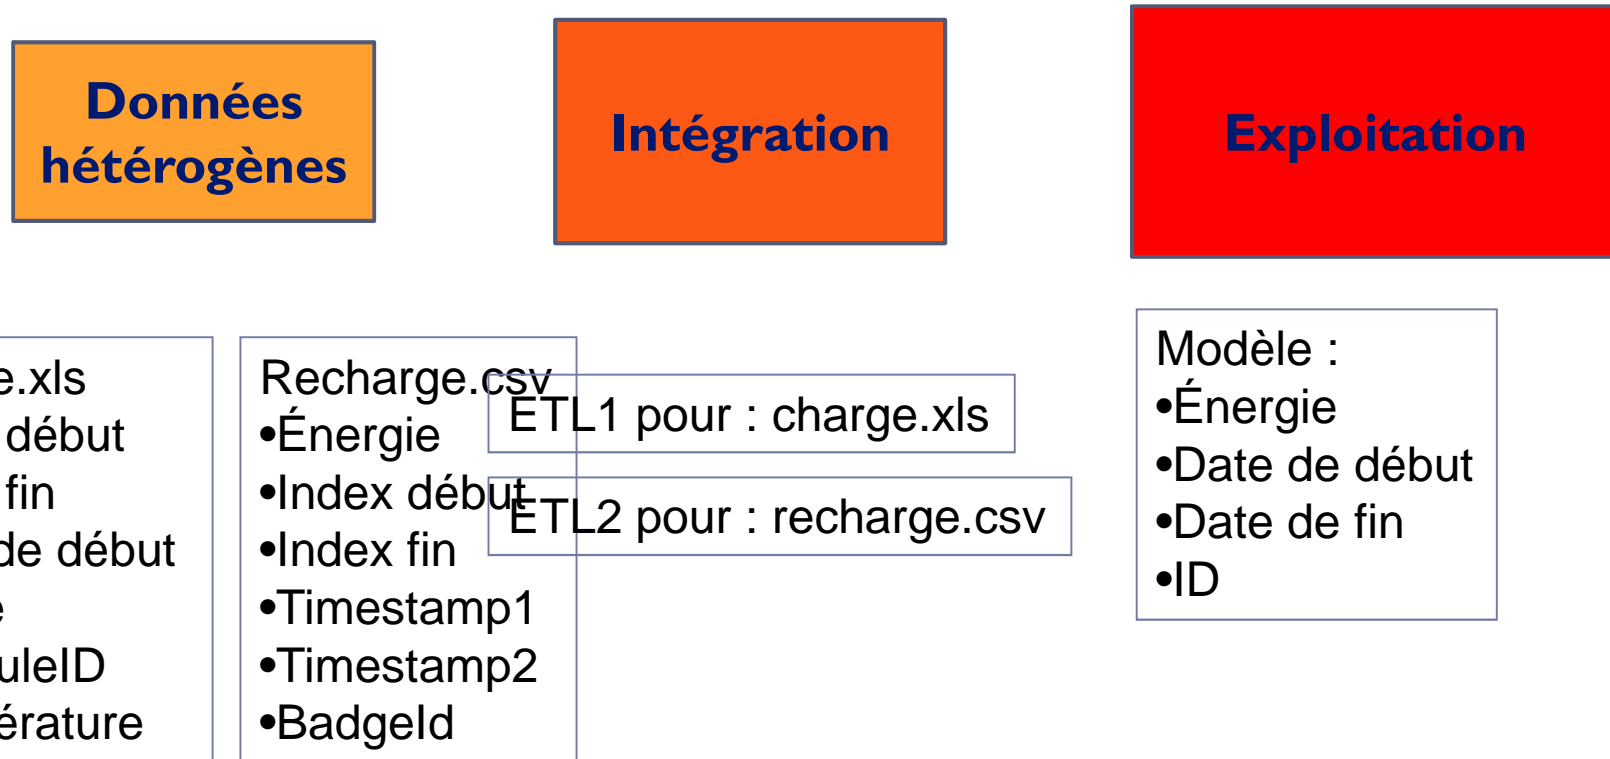 Données
hétérogènes
Intégration
Exploitation
e.xls
début
fin
de début
e
uleID
érature
Recharge.csv
•Énergie
•Index début
•Index fin
•Timestamp1
•Timestamp2
•BadgeId
ETL1 pour : charge.xls
ETL2 pour : recharge.csv
Modèle :
•Énergie
•Date de début
•Date de fin
•ID